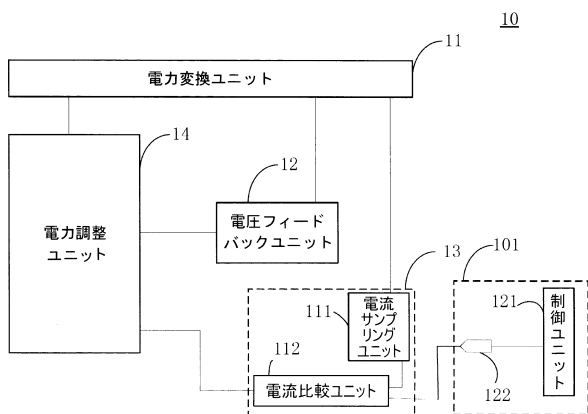 10
11
電力変換ユニット
14
12
電力調整
ユニット
電圧フィード
バックユニット
13
101
111
電流
サンプ
リング
ユニット
121
制御ユニット
112
電流比較ユニット
122